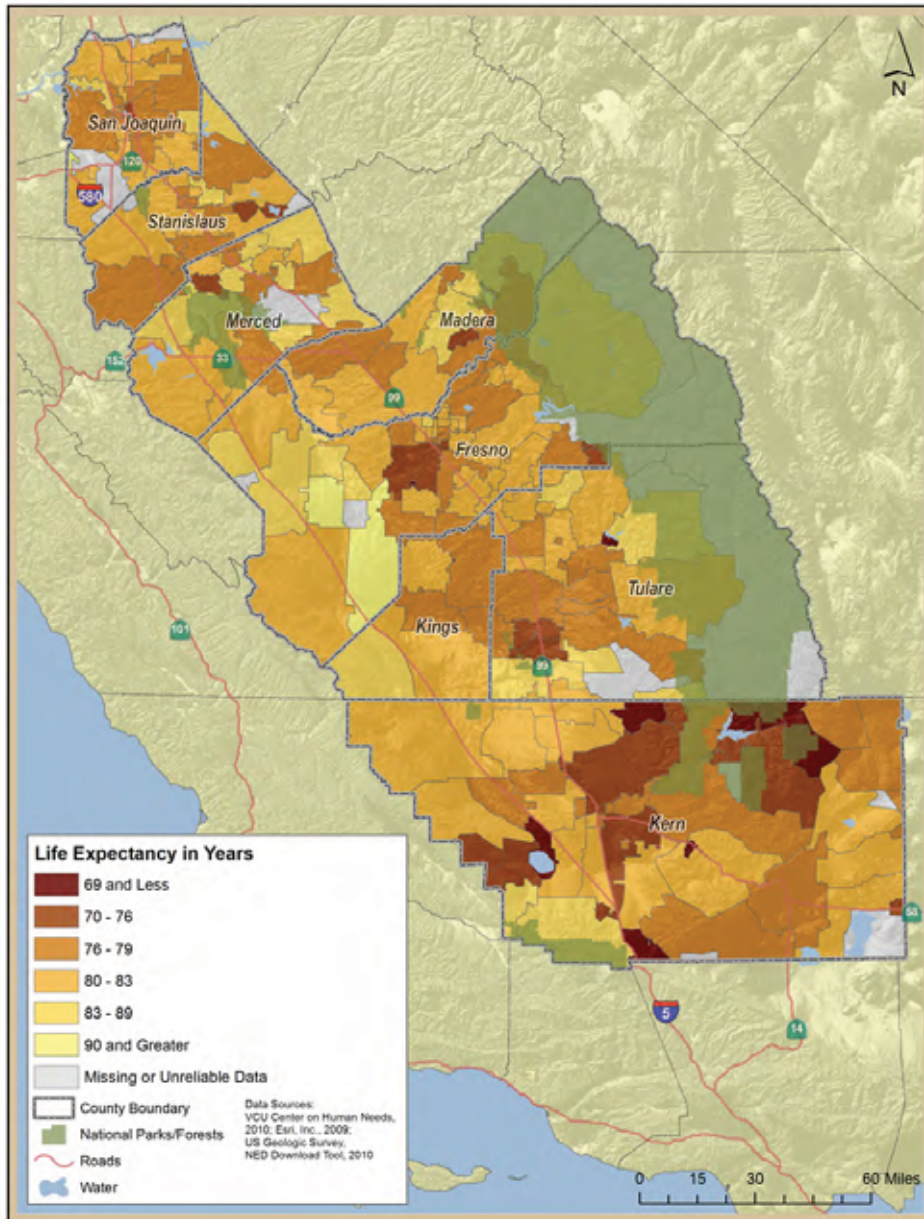 N
San Joaquin
120
580
Stanislaus
Merced
Madera
152
33
99
Fresno
Tulare
101
Kings
99
Kern
58
5
14
Life Expectancy in Years
69 and Less
70 - 76
76 - 79
80 - 83
83 - 89
90 and Greater
Missing or Unreliable Data
County Boundary
National Parks/Forests
Roads
Water
Data Sources:
VCU Center on Human Needs,
2010; Esri, Inc., 2009;
US Geologic Survey,
NED Download Tool, 2010
0 15 30 60 Miles